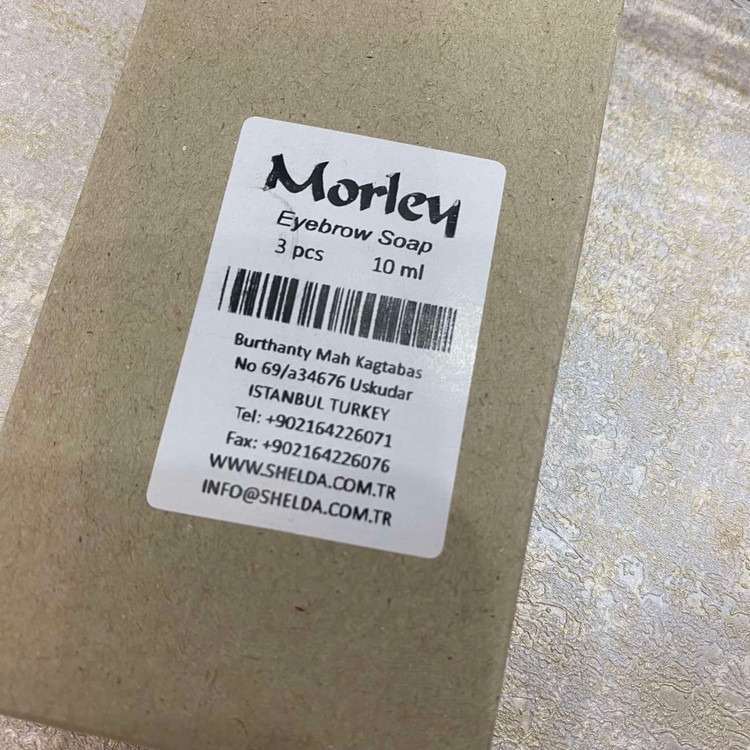 Morley
Eyebrow Soap
3 pcs 10 ml
Burthanty Mah Kagtabas
No 69/a34676 Uskudar
ISTANBUL TURKEY
Tel: +902164226071
Fax: +902164226076
WWW.SHELDA.COM.TR
INFO@SHELDA.COM.TR